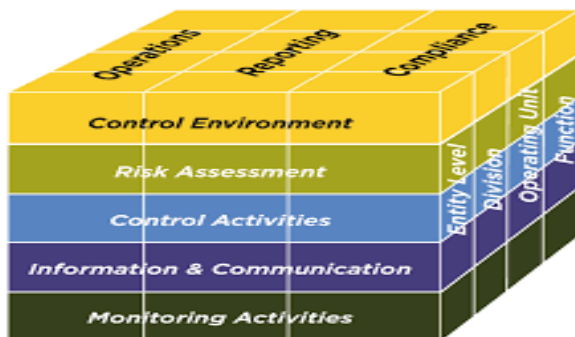 Operations
Reporting
Compliance
Control Environment
Risk Assessment
Control Activities
Information & Communication
Monitoring Activities
Entity Level
Division
Operating Unit
Function